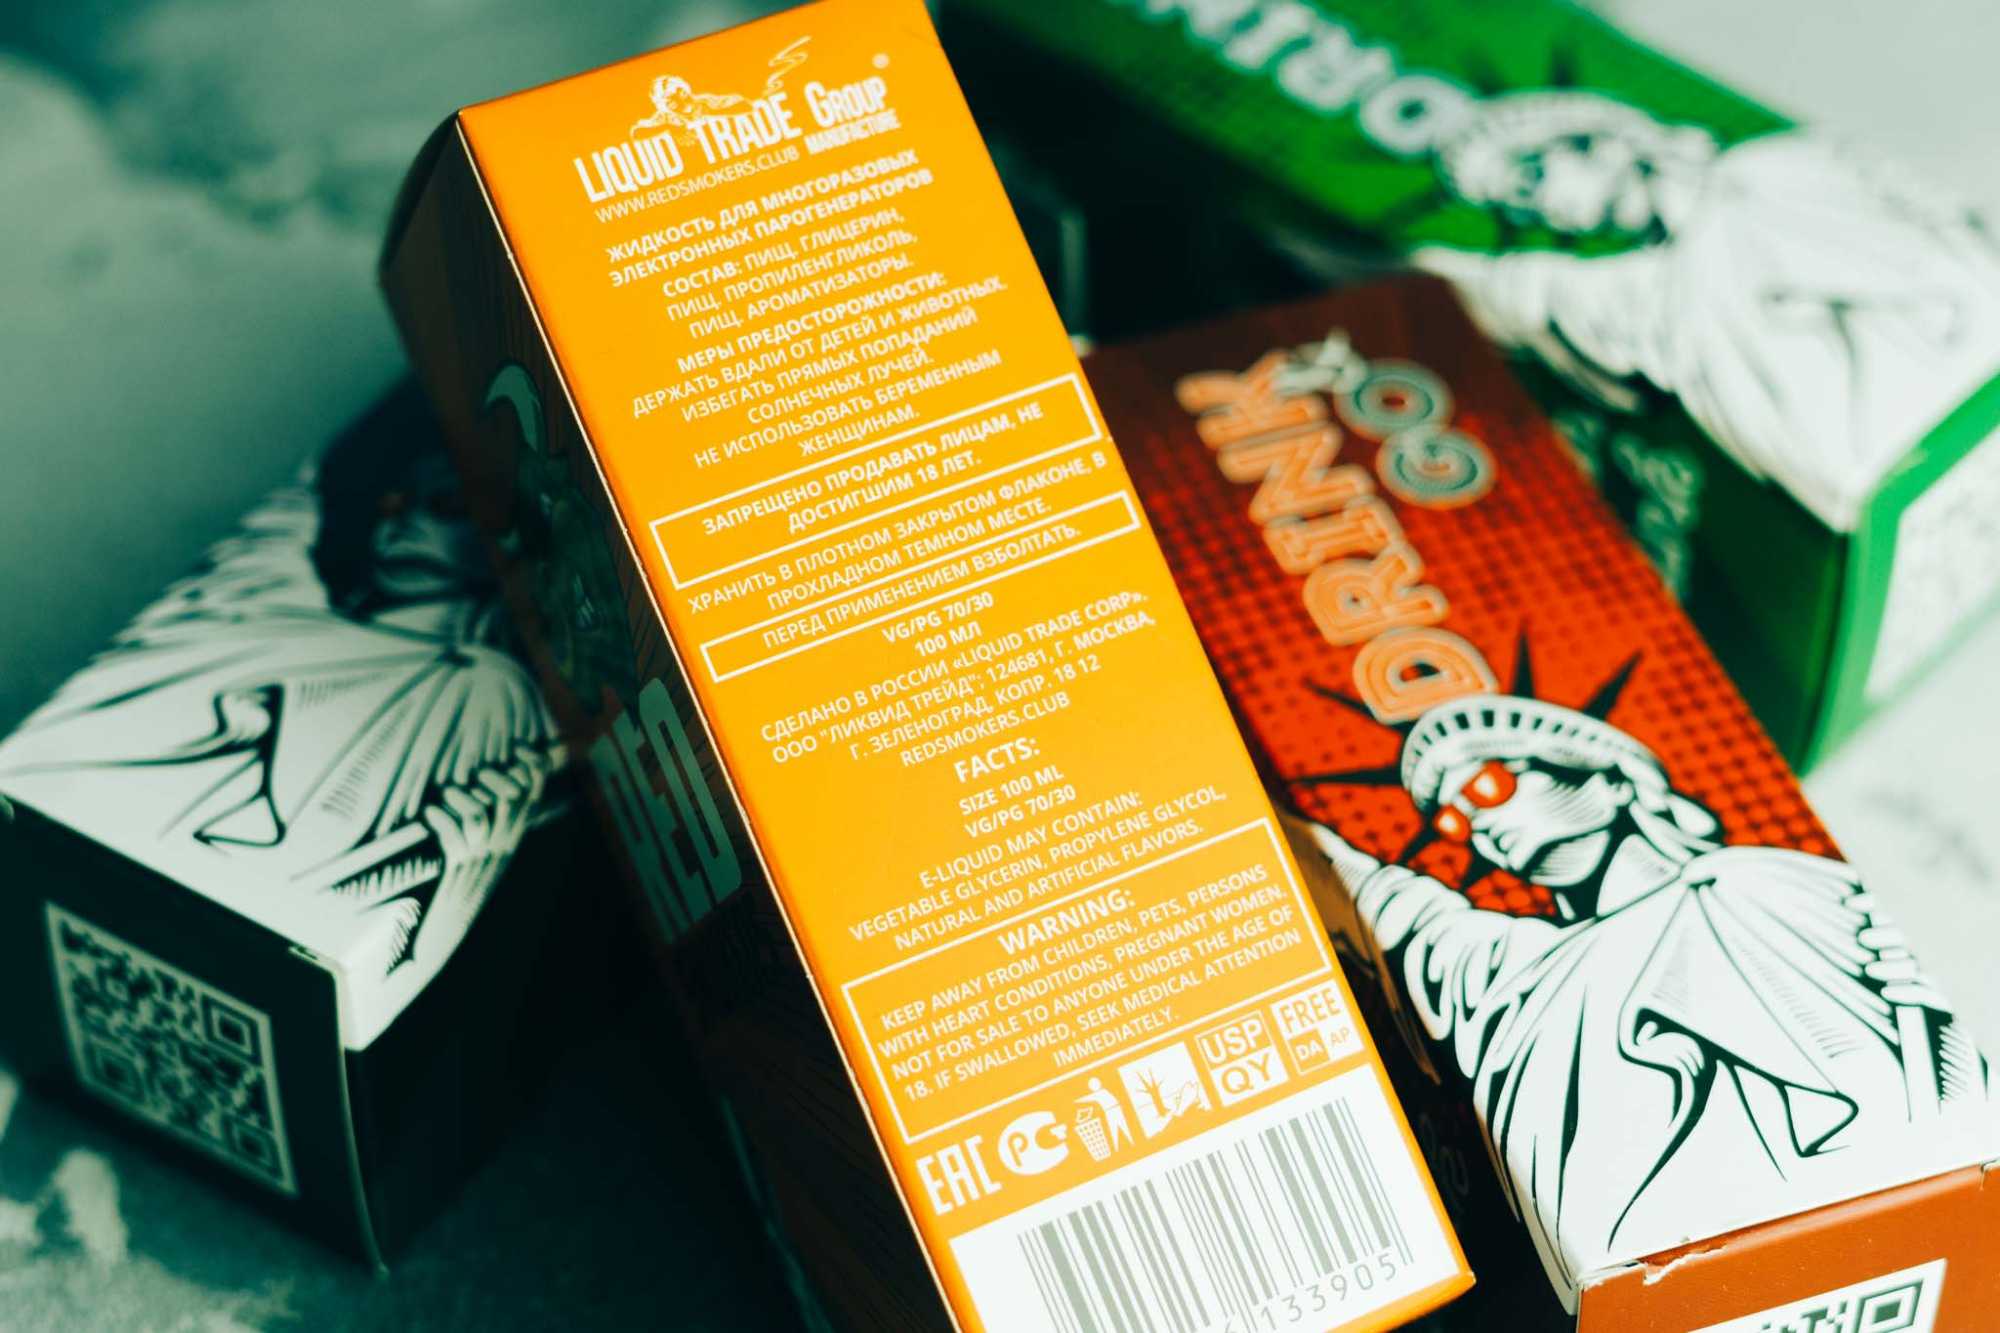 LIQUID TRADE GROUP®
MANUFACTURE
WWW.REDSMOKERS.CLUB
ЖИДКОСТЬ ДЛЯ МНОГОРАЗОВЫХ
ЭЛЕКТРОННЫХ ПАРОГЕНЕРАТОРОВ
СОСТАВ: ПИЩ. ГЛИЦЕРИН,
ПИЩ. ПРОПИЛЕНГЛИКОЛЬ,
ПИЩ. АРОМАТИЗАТОРЫ.
МЕРЫ ПРЕДОСТОРОЖНОСТИ:
ДЕРЖАТЬ ВДАЛИ ОТ ДЕТЕЙ И ЖИВОТНЫХ.
ИЗБЕГАТЬ ПРЯМЫХ ПОПАДАНИЙ
СОЛНЕЧНЫХ ЛУЧЕЙ.
НЕ ИСПОЛЬЗОВАТЬ БЕРЕМЕННЫМ
ЖЕНЩИНАМ.
ЗАПРЕЩЕНО ПРОДАВАТЬ ЛИЦАМ, НЕ
ДОСТИГШИМ 18 ЛЕТ.
ХРАНИТЬ В ПЛОТНОМ ЗАКРЫТОМ ФЛАКОНЕ, В
ПРОХЛАДНОМ ТЕМНОМ МЕСТЕ.
ПЕРЕД ПРИМЕНЕНИЕМ ВЗБОЛТАТЬ.
VG/PG 70/30
100 МЛ
СДЕЛАНО В РОССИИ «LIQUID TRADE CORP».
ООО "ЛИКВИД ТРЕЙД"; 124681, Г. МОСКВА,
Г. ЗЕЛЕНОГРАД, КОПР. 18 12
REDSMOKERS.CLUB
FACTS:
SIZE 100 ML
VG/PG 70/30
E-LIQUID MAY CONTAIN:
VEGETABLE GLYCERIN, PROPYLENE GLYCOL,
NATURAL AND ARTIFICIAL FLAVORS.
WARNING:
KEEP AWAY FROM CHILDREN, PETS, PERSONS
WITH HEART CONDITIONS, PREGNANT WOMEN.
NOT FOR SALE TO ANYONE UNDER THE AGE OF
18. IF SWALLOWED, SEEK MEDICAL ATTENTION
IMMEDIATELY.
EAC
РСТ
USP
QY
FREE
DA AP
133905
RED
DRINK
GO
DRIN